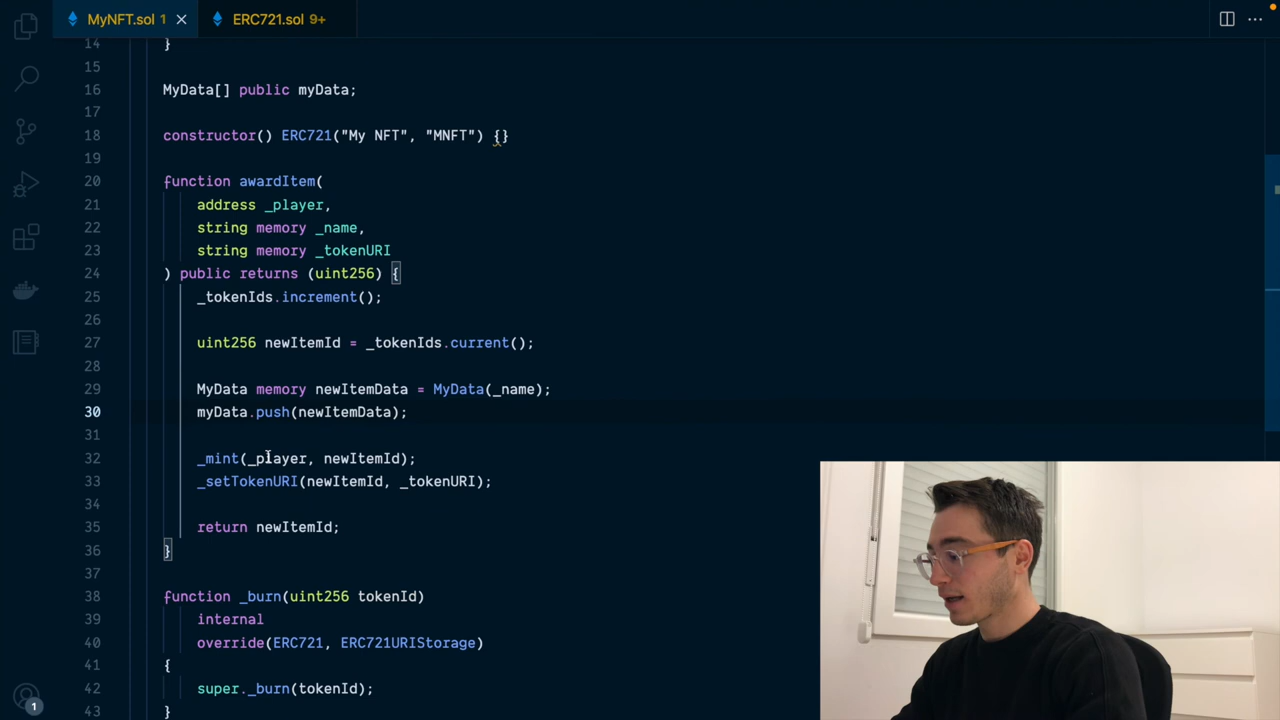 MyNFT.sol 1
ERC721.sol 9+
14 }
15
16 MyData[] public myData;
17
18 constructor() ERC721("My NFT", "MNFT") {}
19
20 function awardItem(
21 address _player,
22 string memory _name,
23 string memory _tokenURI
24 ) public returns (uint256) {
25 _tokenIds.increment();
26
27 uint256 newItemId = _tokenIds.current();
28
29 MyData memory newItemData = MyData(_name);
30 myData.push(newItemData);
31
32 _mint(_player, newItemId);
33 _setTokenURI(newItemId, _tokenURI);
34
35 return newItemId;
36 }
37
38 function _burn(uint256 tokenId)
39 internal
40 override(ERC721, ERC721URIStorage)
41 {
42 super._burn(tokenId);
43 }
1